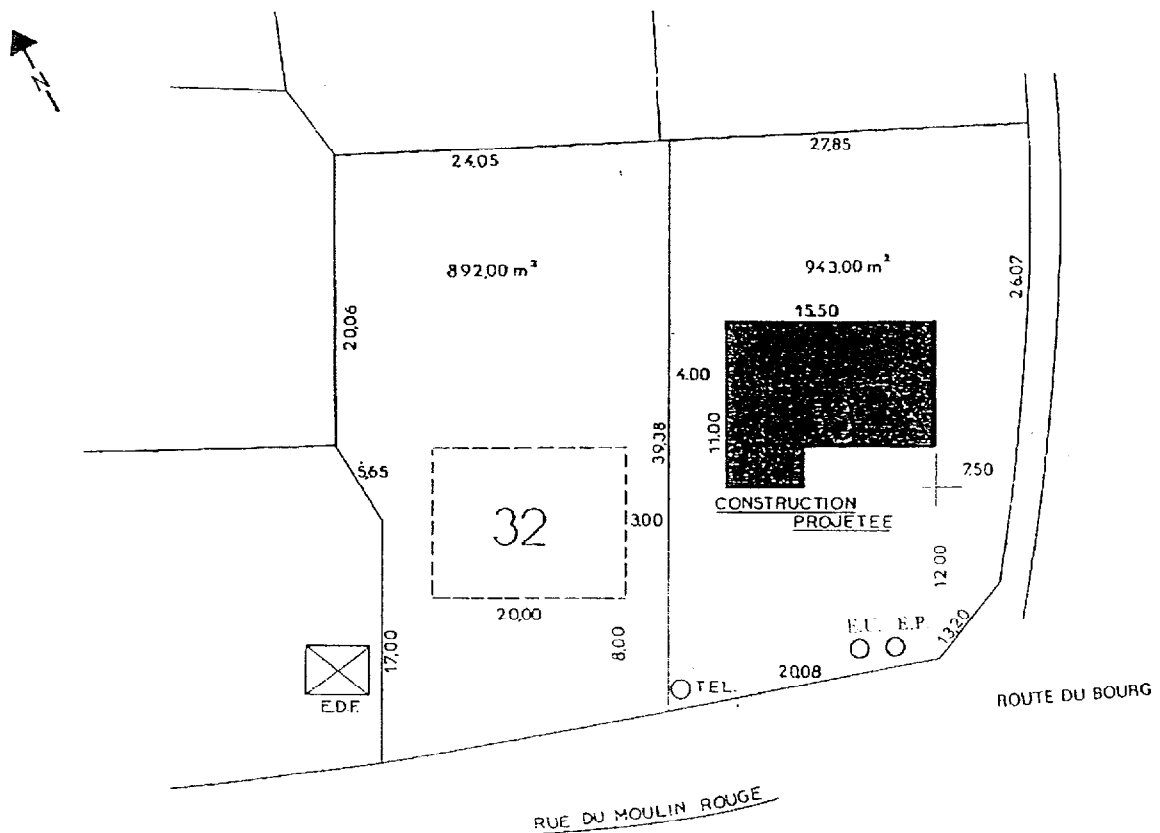 N
24.05
27.85
892,00 m²
943.00 m²
15.50
26.07
20,06
4.00
11.00
39,38
5,65
7.50
CONSTRUCTION
PROJETEE
32
3.00
12.00
20,00
8.00
17,00
E.U. E.P.
13,20
20.08
TEL.
E.D.F.
ROUTE DU BOURG
RUE DU MOULIN ROUGE